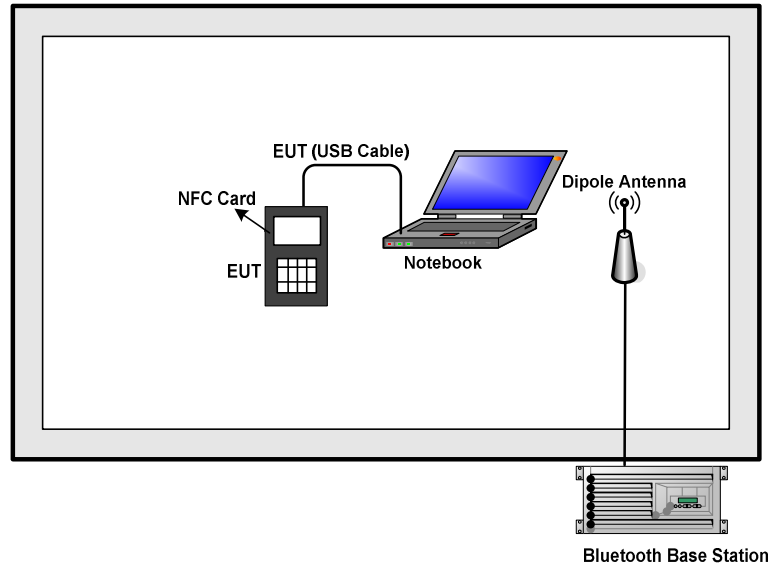 EUT (USB Cable)
Dipole Antenna
NFC Card
EUT
Notebook
Bluetooth Base Station